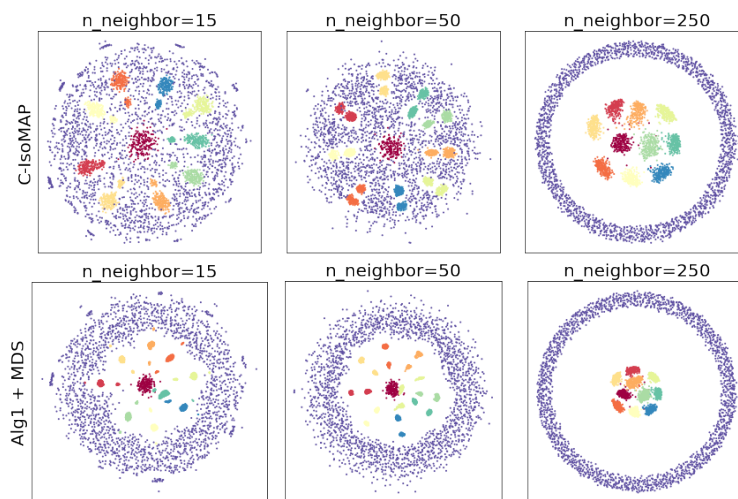 n_neighbor=15
n_neighbor=50
n_neighbor=250
C-IsoMAP
n_neighbor=15
n_neighbor=50
n_neighbor=250
Alg1 + MDS